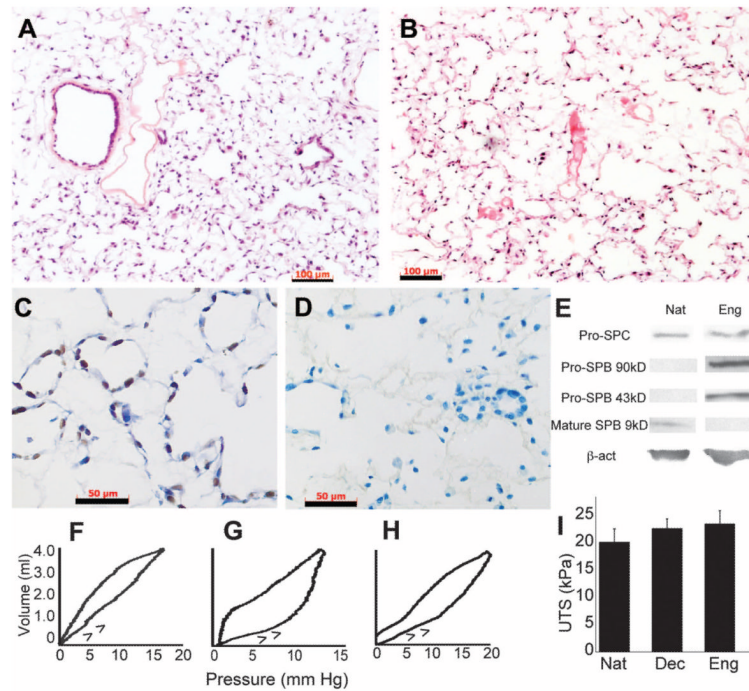 A
B
100 µm
100 µm
C
D
E
Nat Eng
Pro-SPC
Pro-SPB 90kD
Pro-SPB 43kD
Mature SPB 9kD
β-act
50 µm
50 µm
F
G
H
I
Volume (ml)
4.0
3.0
2.0
1.0
0
0 5 10 15 20
0 5 10 15
0 5 10 15 20
Pressure (mm Hg)
UTS (kPa)
25
20
15
10
5
0
Nat Dec Eng